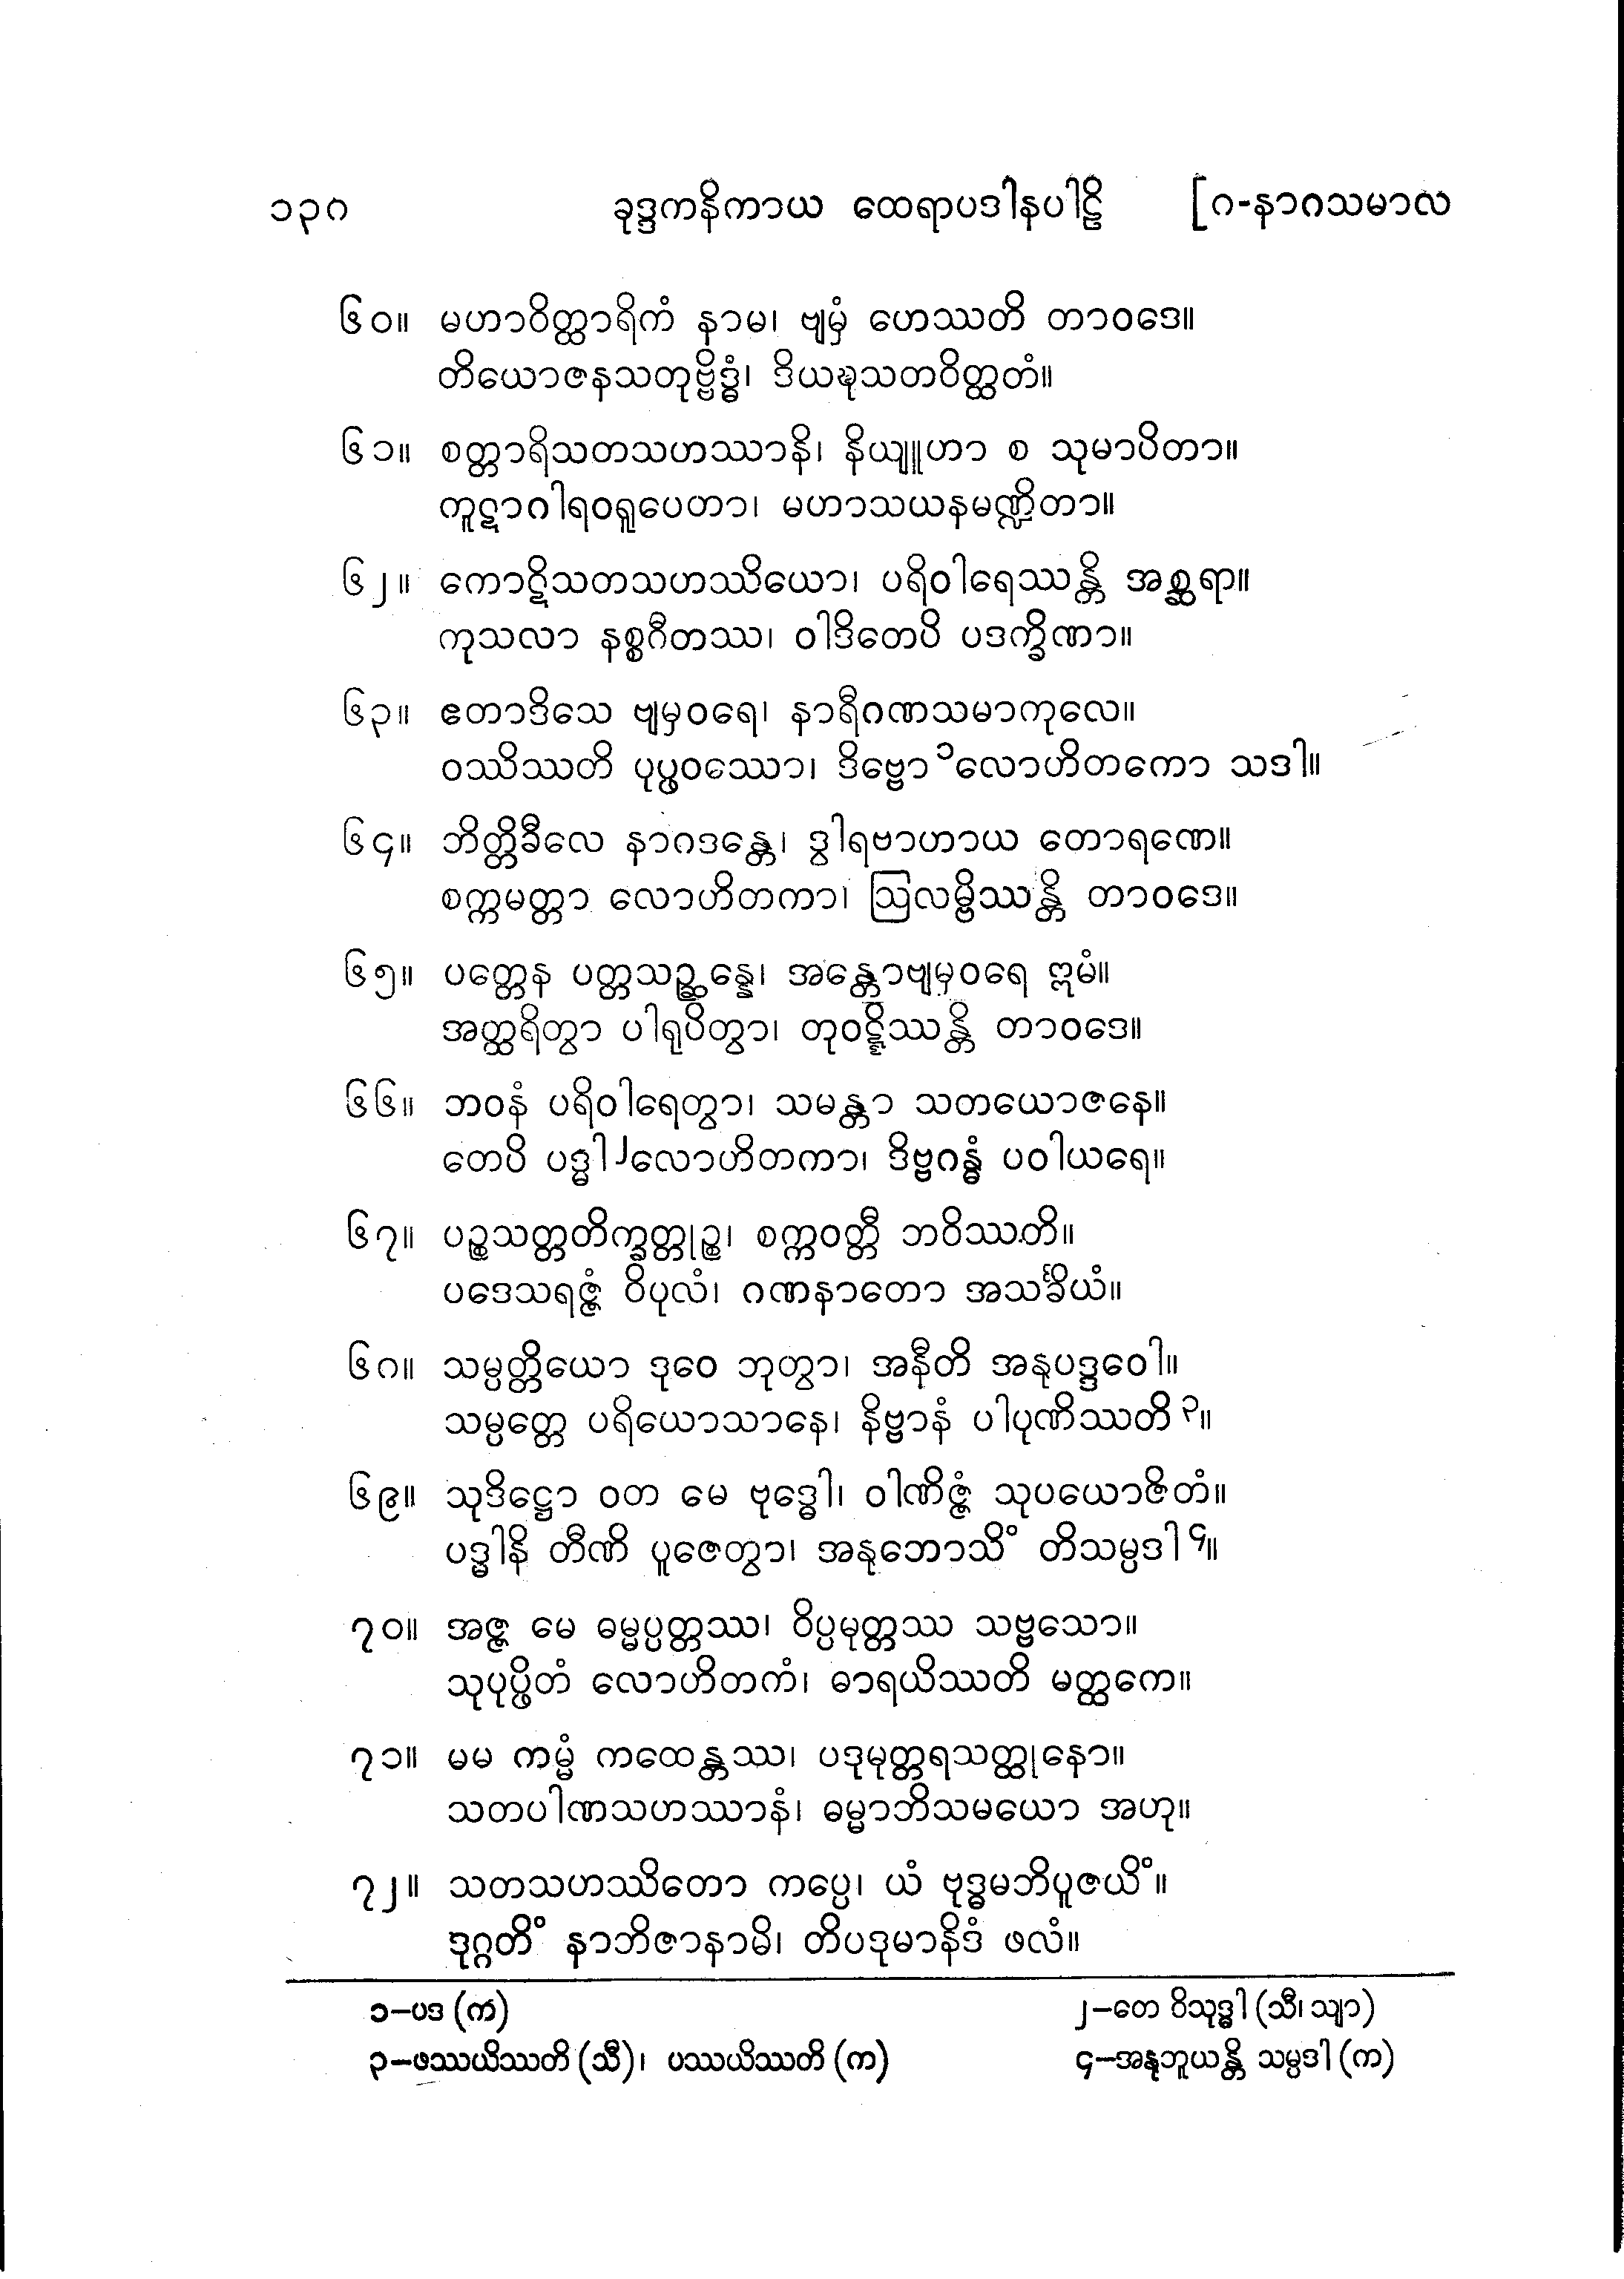 ၁၃ဂ ခုဒ္ဒကနိကာယ ထေရာပဒါနပါဠိ [ဂ-နာဂသမာလ
၆၀။ မဟာဝိတ္ထာရိကံ နာမ၊ ဗျမှံ ဟေဿတိ တာဝဒေ။
တိယောဇနသတုဗ္ဗိဒ္ဓံ၊ ဒိယဍ္ဎသတဝိတ္ထတံ။
၆၁။ စတ္တာရိသတသဟဿာနိ၊ နိယျူဟာ စ သုမာပိတာ။
ကူဋာဂါရဝရူပေတာ၊ မဟာသယနမဏ္ဍိတာ။
၆၂။ ကောဋိသတသဟဿိယော၊ ပရိဝါရေဿန္တိ အစ္ဆရာ။
ကုသလာ နစ္စဂီတဿ၊ ဝါဒိတေပိ ပဒက္ခိဏာ။
၆၃။ ဧတာဒိသေ ဗျမှဝရေ၊ နာရီဂဏသမာကုလေ။
ဝဿိဿတိ ပုပ္ဖဝဿော၊ ဒိဗ္ဗော ၁လောဟိတကော သဒါ။
၆၄။ ဘိတ္တိခီလေ နာဂဒန္တေ၊ ဒွါရဗာဟာယ တောရဏေ။
စက္ကမတ္တာ လောဟိတကာ၊ ဩလမ္ဗိဿန္တိ တာဝဒေ။
၆၅။ ပတ္တေန ပတ္တသဉ္ဆန္နေ၊ အန္တောဗျမှဝရေ ဣမံ။
အတ္ထရိတွာ ပါရုပိတွာ၊ တုဝဋ္ဋိဿန္တိ တာဝဒေ။
၆၆။ ဘဝနံ ပရိဝါရေတွာ၊ သမန္တာ သတယောဇနေ။
တေပိ ပဒ္မါ ၂လောဟိတကာ၊ ဒိဗ္ဗဂန္ဓံ ပဝါယရေ။
၆၇။ ပဉ္စသတ္တတိက္ခတ္တုဉ္စ၊ စက္ကဝတ္တီ ဘဝိဿတိ။
ပဒေသရဇ္ဇံ ဝိပုလံ၊ ဂဏနာတော အသင်္ခိယံ။
၆ဂ။ သမ္ပတ္တိယော ဒုဝေ ဘုတွာ၊ အနီတိ အနုပဒ္ဒဝေါ။
သမ္ပတ္တေ ပရိယောသာနေ၊ နိဗ္ဗာနံ ပါပုဏိဿတိ ၃။
၆၉။ သုဒိဋ္ဌော ဝတ မေ ဗုဒ္ဓေါ၊ ဝါဏိဇ္ဇံ သုပယောဇိတံ။
ပဒ္မါနိ တီဏိ ပူဇေတွာ၊ အနုဘောသိံ တိသမ္ပဒါ ၄။
၇၀။ အဇ္ဇ မေ ဓမ္မပ္ပတ္တဿ၊ ဝိပ္ပမုတ္တဿ သဗ္ဗသော။
သုပုပ္ဖိတံ လောဟိတကံ၊ ဓာရယိဿတိ မတ္ထကေ။
၇၁။ မမ ကမ္မံ ကထေန္တဿ၊ ပဒုမုတ္တရသတ္ထုနော။
သတပါဏသဟဿာနံ၊ ဓမ္မာဘိသမယော အဟု။
၇၂။ သတသဟဿိတော ကပ္ပေ၊ ယံ ဗုဒ္ဓမဘိပူဇယိံ။
ဒုဂ္ဂတိံ နာဘိဇာနာမိ၊ တိပဒုမာနိဒံ ဖလံ။
၁–ပဒ (က) ၂–တေ ဝိသုဒ္ဓါ (သီ၊ သျာ)
၃–ဖဿယိဿတိ (သီ)၊ ပဿယိဿတိ (က) ၄–အနုဘူယန္တိ သမ္ပဒါ (က)